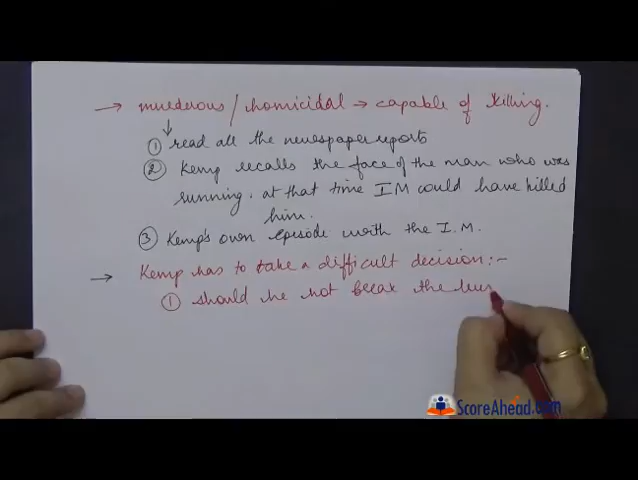 → murderous / homicidal → capable of killing.
① read all the newspaper reports
② Kemp recalls the face of the man who was
running. at that time IM could have killed
him.
③ Kemp's own episode with the I.M.
→ Kemp has to take a difficult decision:-
① should he not break the
ScoreAhead.com